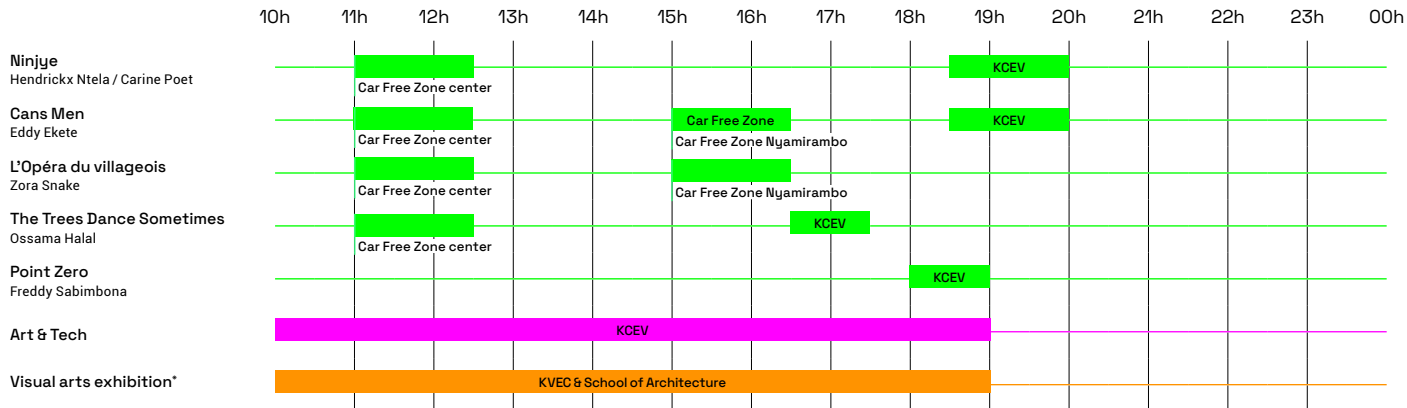 10h 11h 12h 13h 14h 15h 16h 17h 18h 19h 20h 21h 22h 23h 00h
Ninjye
Hendrickx Ntela / Carine Poet
KCEV
Car Free Zone center
Cans Men
Eddy Ekete
Car Free Zone KCEV
Car Free Zone center Car Free Zone Nyamirambo
L'Opéra du villageois
Zora Snake
Car Free Zone center Car Free Zone Nyamirambo
The Trees Dance Sometimes
Ossama Halal
KCEV
Car Free Zone center
Point Zero
Freddy Sabimbona
KCEV
Art & Tech
KCEV
Visual arts exhibition*
KVEC & School of Architecture